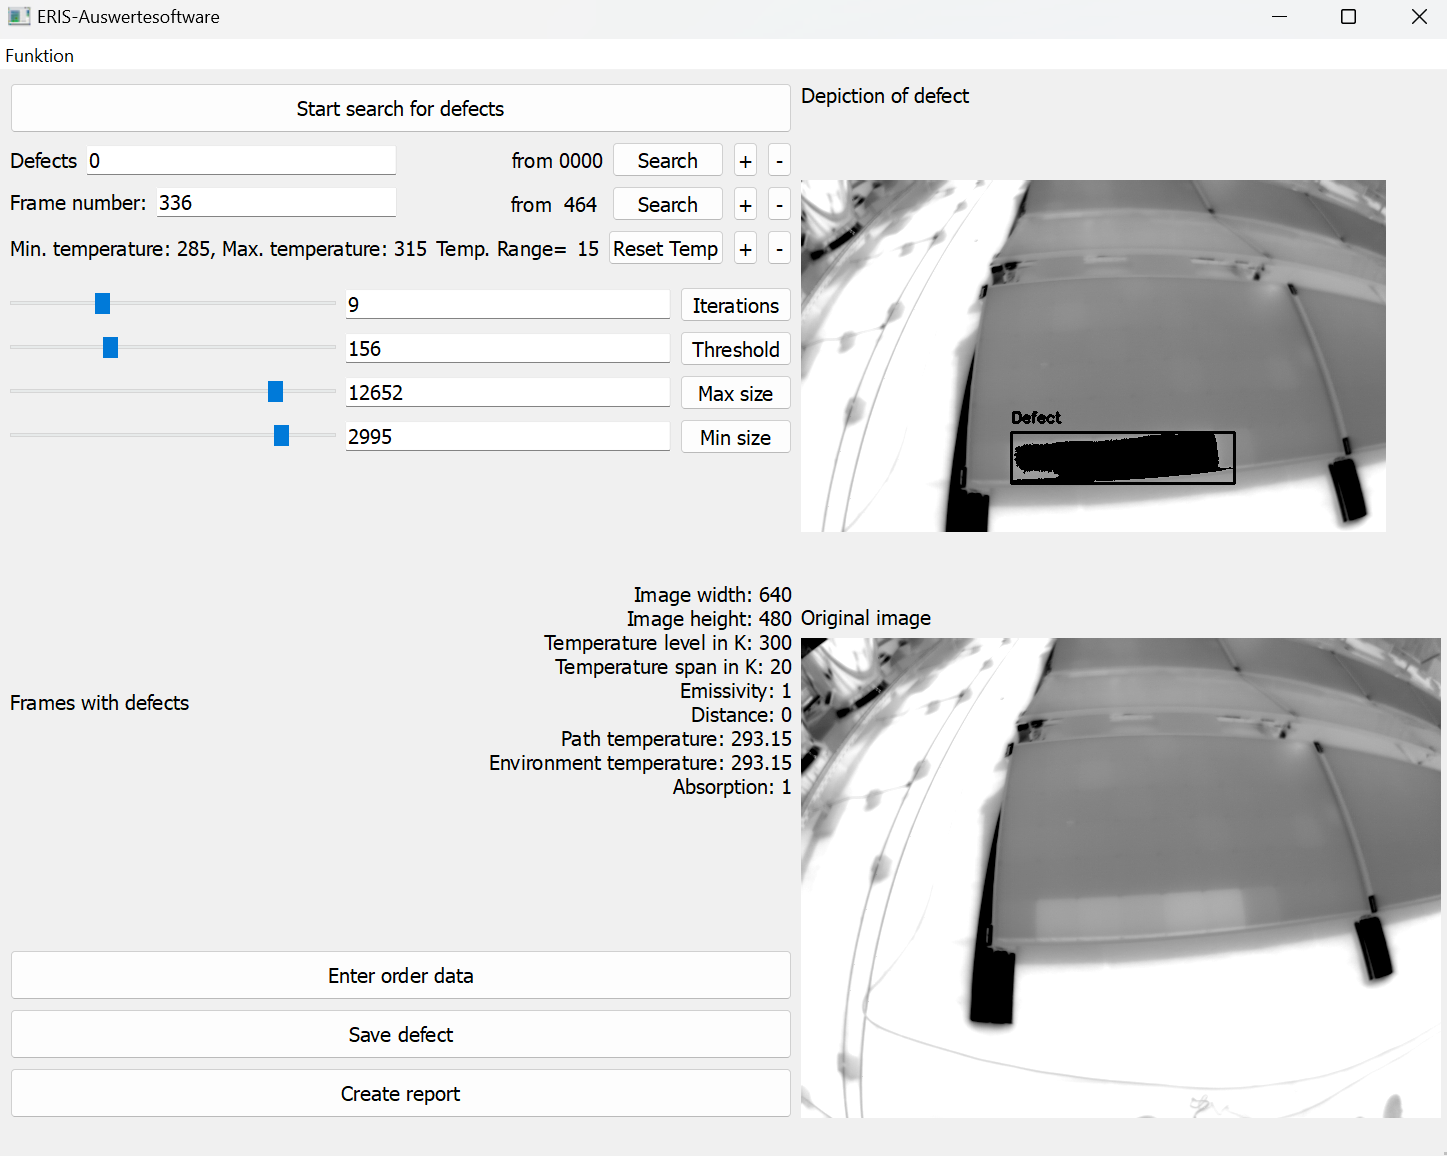 ERIS-Auswertesoftware
Funktion
Start search for defects
Defects 0 from 0000 Search + -
Frame number: 336 from 464 Search + -
Min. temperature: 285, Max. temperature: 315 Temp. Range= 15 Reset Temp + -
9 Iterations
156 Threshold
12652 Max size
2995 Min size
Image width: 640
Image height: 480
Temperature level in K: 300
Temperature span in K: 20
Emissivity: 1
Distance: 0
Path temperature: 293.15
Environment temperature: 293.15
Absorption: 1
Frames with defects
Enter order data
Save defect
Create report
Depiction of defect
Defect
Original image